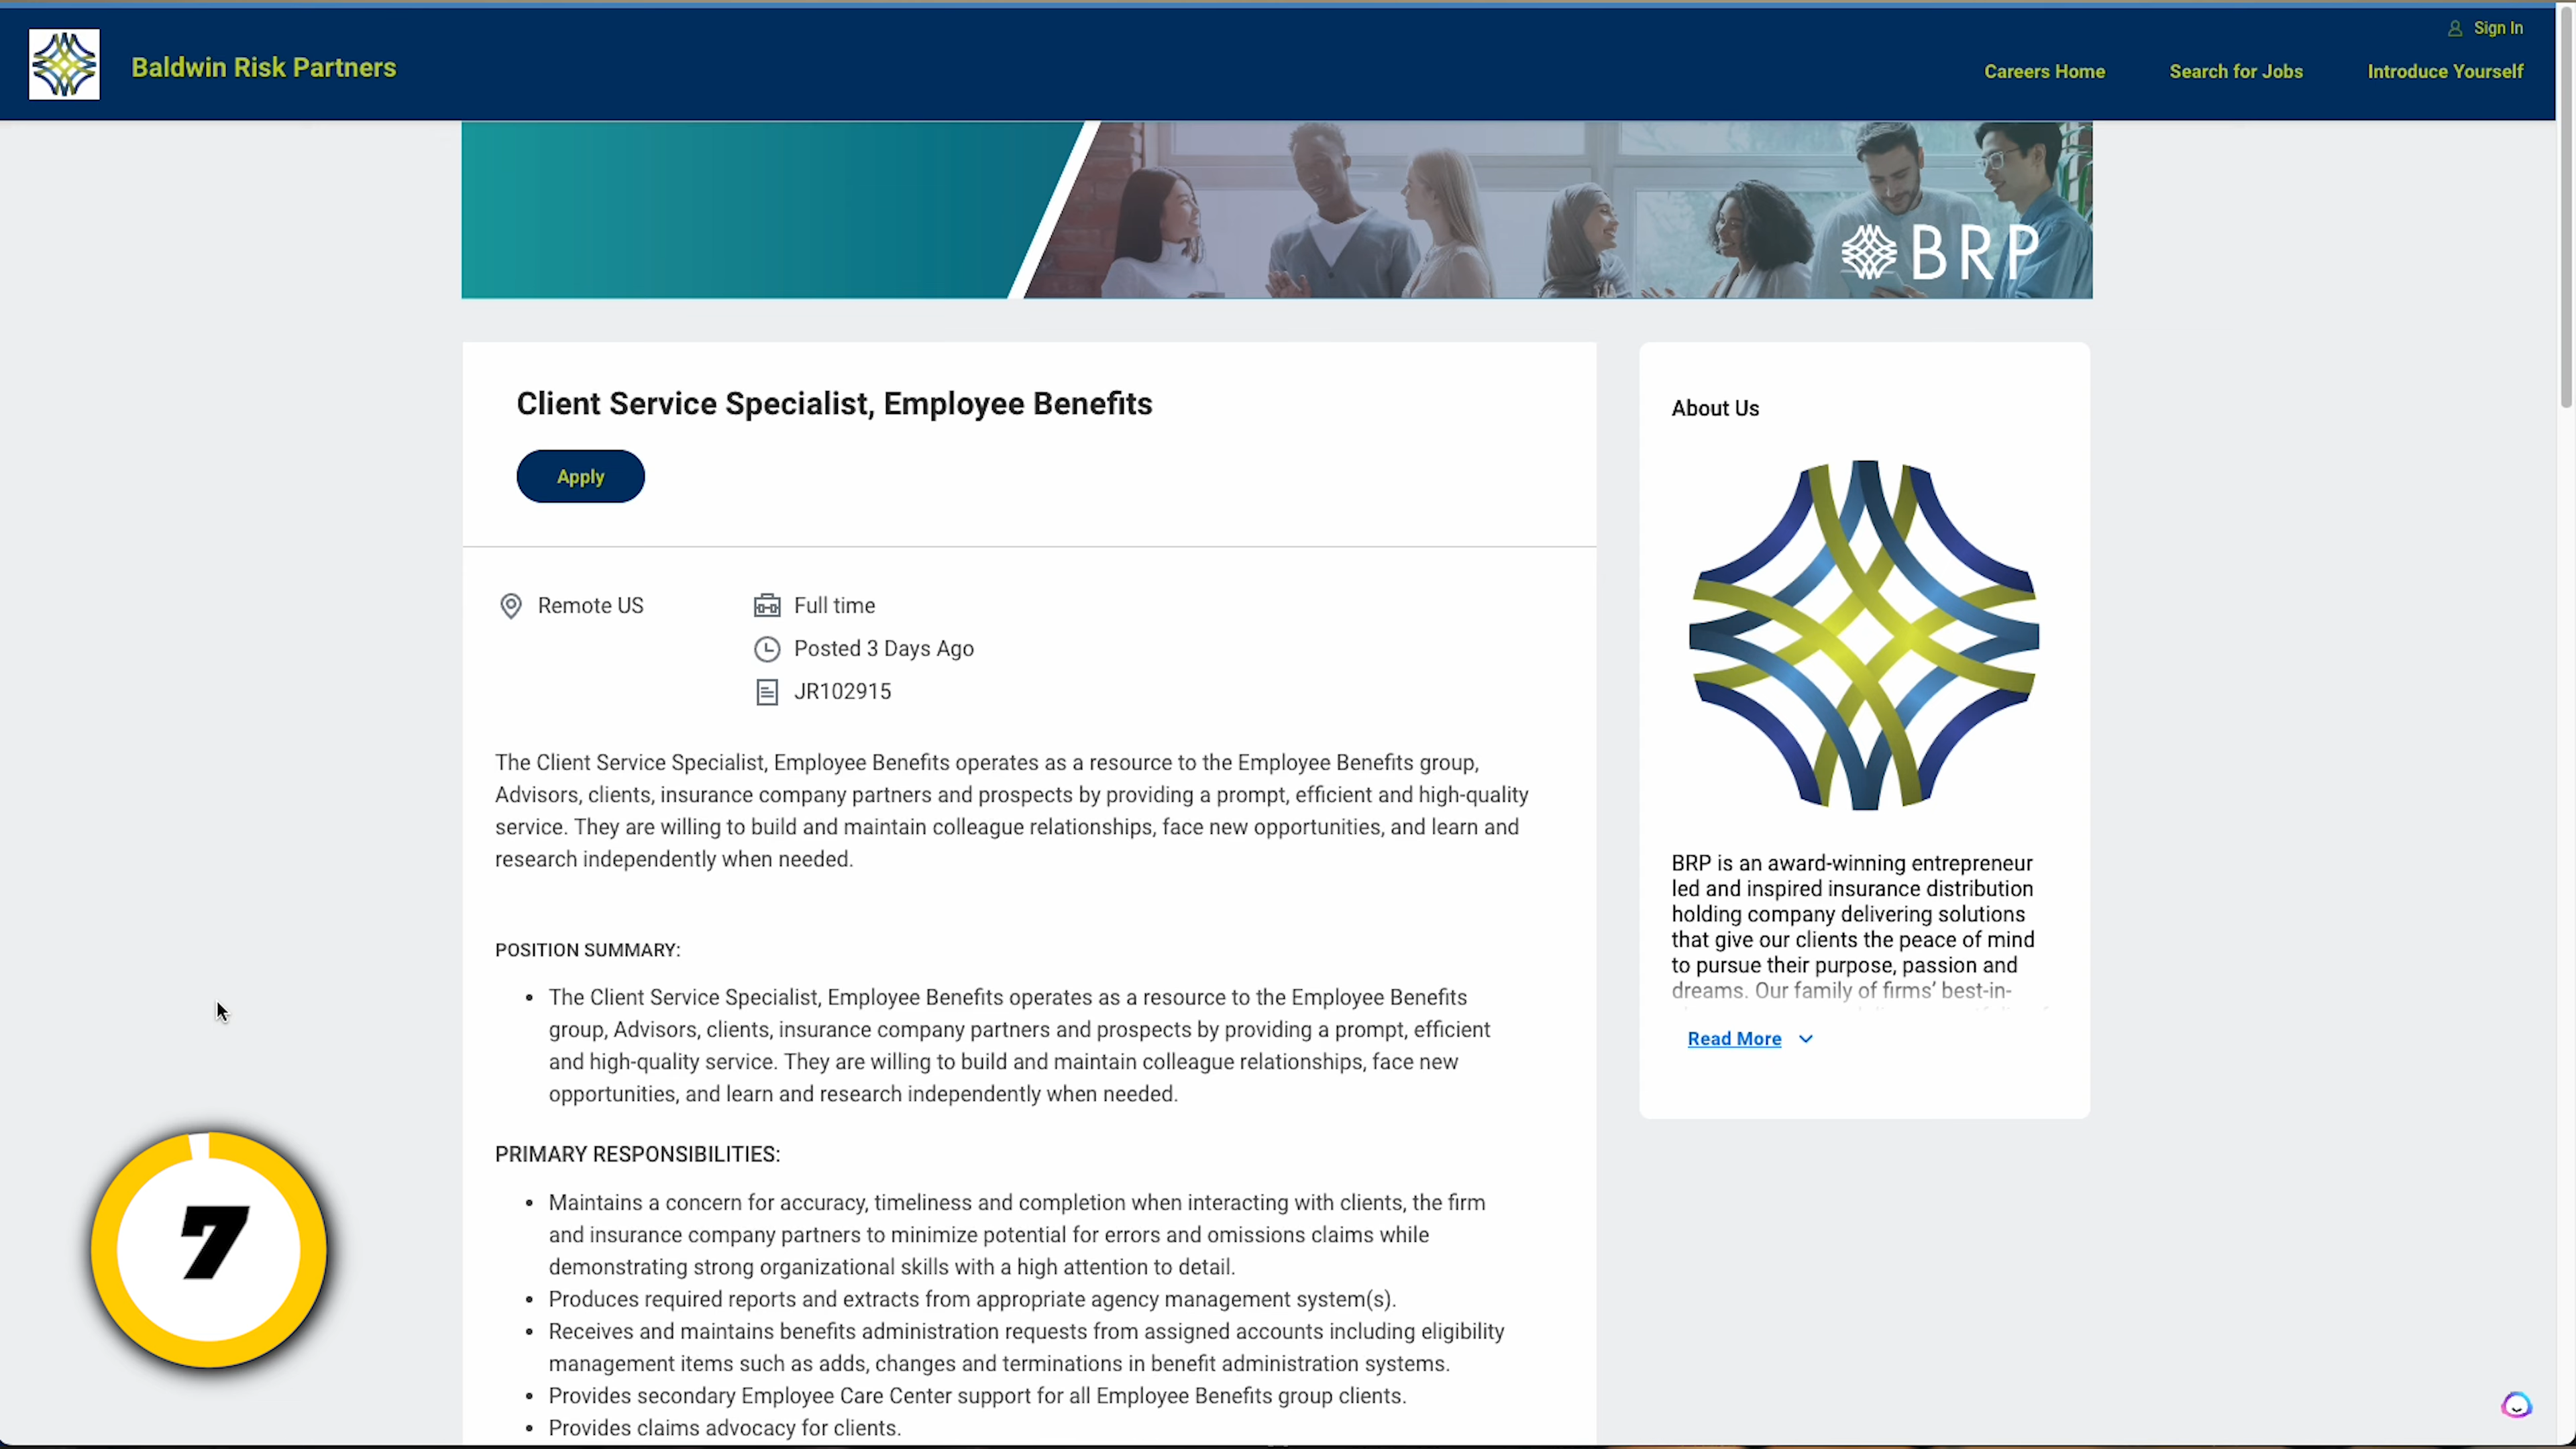 Sign In
Baldwin Risk Partners
Careers Home
Search for Jobs
Introduce Yourself
BRP
Client Service Specialist, Employee Benefits
Apply
Remote US
Full time
Posted 3 Days Ago
JR102915
The Client Service Specialist, Employee Benefits operates as a resource to the Employee Benefits group,
Advisors, clients, insurance company partners and prospects by providing a prompt, efficient and high-quality
service. They are willing to build and maintain colleague relationships, face new opportunities, and learn and
research independently when needed.
POSITION SUMMARY:
• The Client Service Specialist, Employee Benefits operates as a resource to the Employee Benefits
group, Advisors, clients, insurance company partners and prospects by providing a prompt, efficient
and high-quality service. They are willing to build and maintain colleague relationships, face new
opportunities, and learn and research independently when needed.
PRIMARY RESPONSIBILITIES:
• Maintains a concern for accuracy, timeliness and completion when interacting with clients, the firm
and insurance company partners to minimize potential for errors and omissions claims while
demonstrating strong organizational skills with a high attention to detail.
• Produces required reports and extracts from appropriate agency management system(s).
• Receives and maintains benefits administration requests from assigned accounts including eligibility
management items such as adds, changes and terminations in benefit administration systems.
• Provides secondary Employee Care Center support for all Employee Benefits group clients.
• Provides claims advocacy for clients.
About Us
BRP is an award-winning entrepreneur
led and inspired insurance distribution
holding company delivering solutions
that give our clients the peace of mind
to pursue their purpose, passion and
dreams. Our family of firms’ best-in-
Read More
7